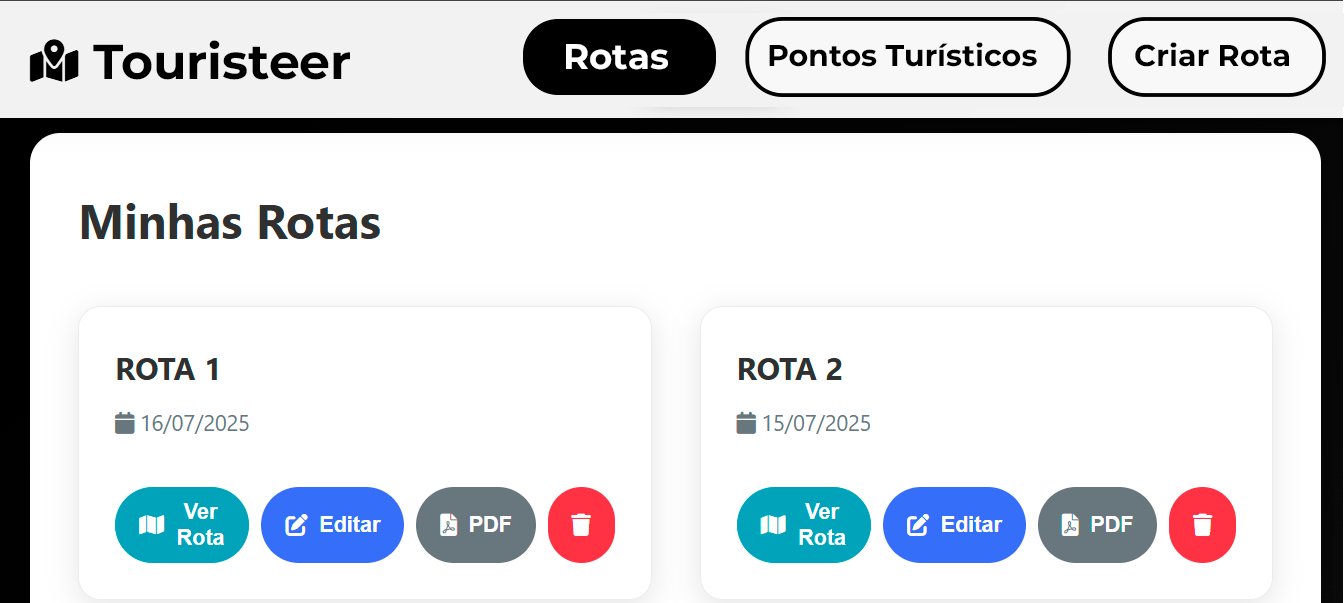 Touristeer
Rotas
Pontos Turísticos
Criar Rota
Minhas Rotas
ROTA 1
16/07/2025
Ver
Rota
Editar
PDF
ROTA 2
15/07/2025
Ver
Rota
Editar
PDF